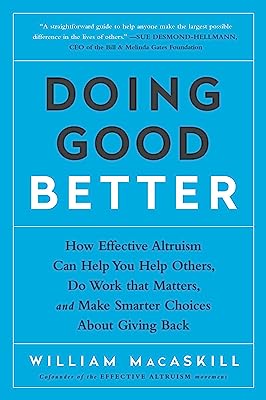 "A straightforward guide to help anyone make the largest possible
difference in the lives of others."—SUE DESMOND-HELLMANN,
CEO of the Bill & Melinda Gates Foundation
DOING
GOOD
BETTER
How Effective Altruism
Can Help You Help Others,
Do Work that Matters,
and Make Smarter Choices
About Giving Back
WILLIAM MACASKILL
Cofounder of the EFFECTIVE ALTRUISM movement